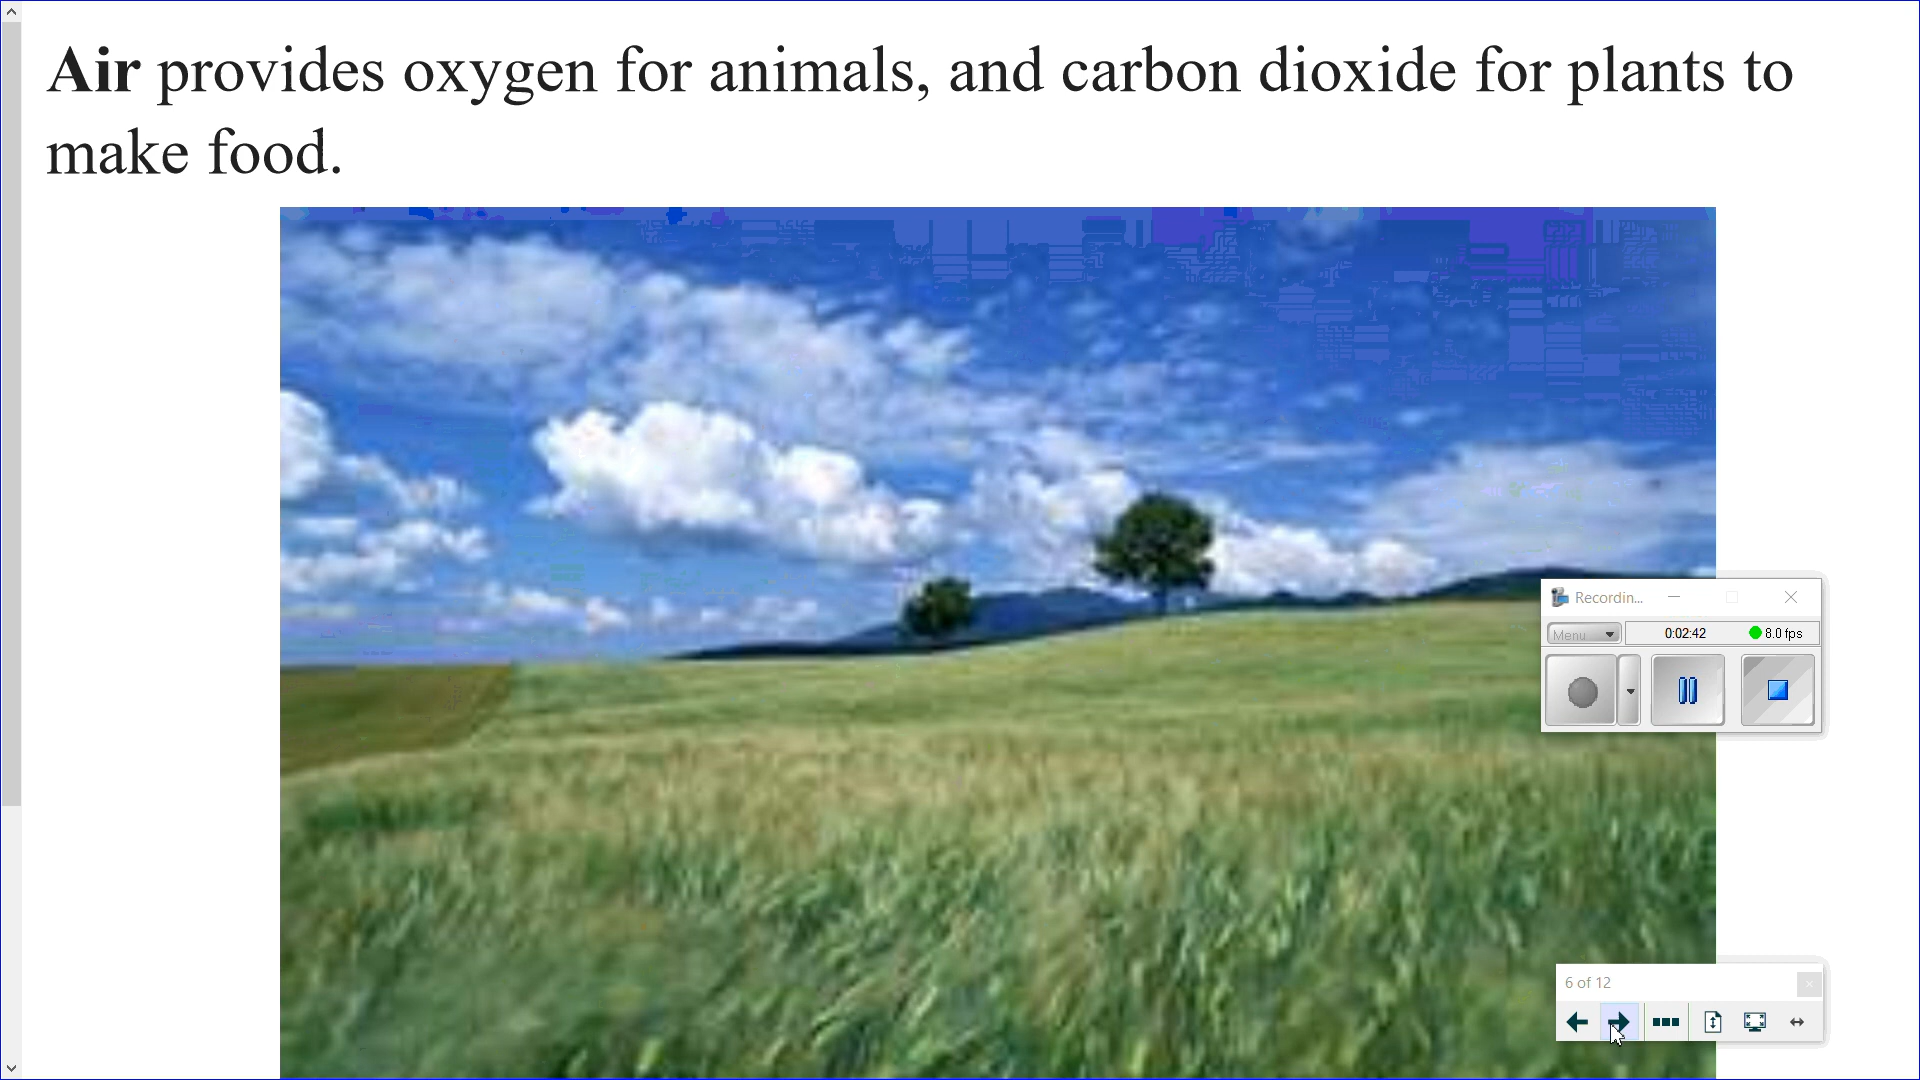 Air provides oxygen for animals, and carbon dioxide for plants to
make food.
Recordin...
Menu
0:02:42
8.0 fps
6 of 12